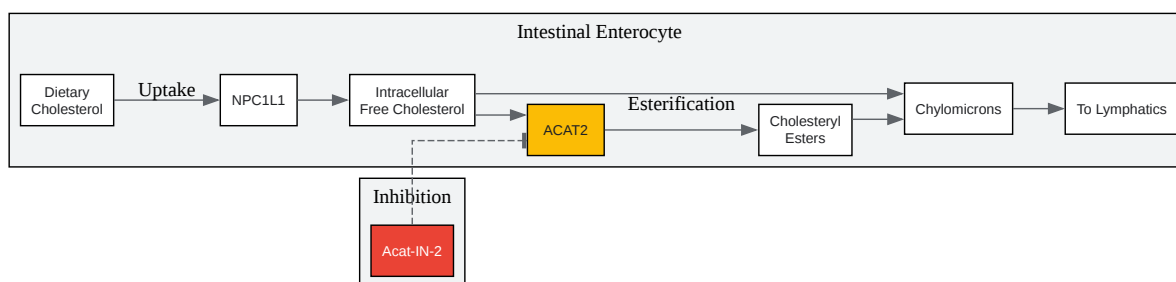 Intestinal Enterocyte
Dietary
Cholesterol
Uptake
NPC1L1
Intracellular
Free Cholesterol
ACAT2
Esterification
Cholesteryl
Esters
Chylomicrons
To Lymphatics
Inhibition
Acat-IN-2